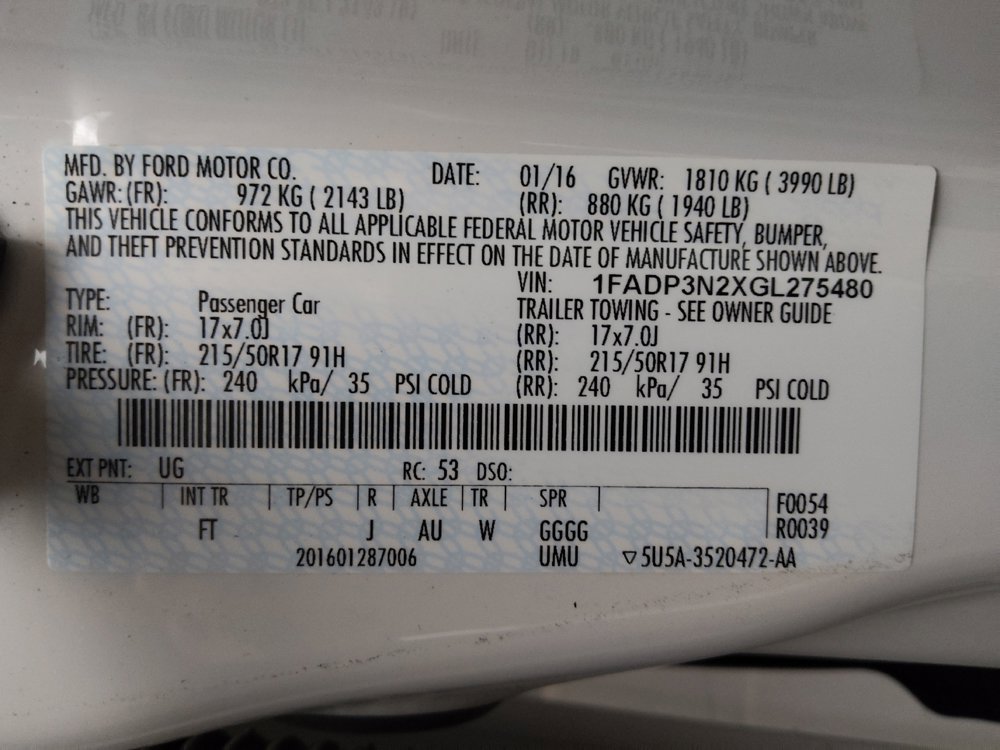 MFD. BY FORD MOTOR CO. DATE: 01/16 GVWR: 1810 KG ( 3990 LB)
GAWR: (FR): 972 KG ( 2143 LB) (RR): 880 KG ( 1940 LB)
THIS VEHICLE CONFORMS TO ALL APPLICABLE FEDERAL MOTOR VEHICLE SAFETY, BUMPER,
AND THEFT PREVENTION STANDARDS IN EFFECT ON THE DATE OF MANUFACTURE SHOWN ABOVE.
VIN: 1FADP3N2XGL275480
TYPE: Passenger Car TRAILER TOWING - SEE OWNER GUIDE
RIM: (FR): 17x7.0J (RR): 17x7.0J
TIRE: (FR): 215/50R17 91H (RR): 215/50R17 91H
PRESSURE: (FR): 240 kPa/ 35 PSI COLD (RR): 240 kPa/ 35 PSI COLD
EXT PNT: UG RC: 53 DSO:
WB INT TR TP/PS R AXLE TR SPR F0054
FT J AU W GGGG R0039
201601287006 UMU ▽5U5A-3520472-AA